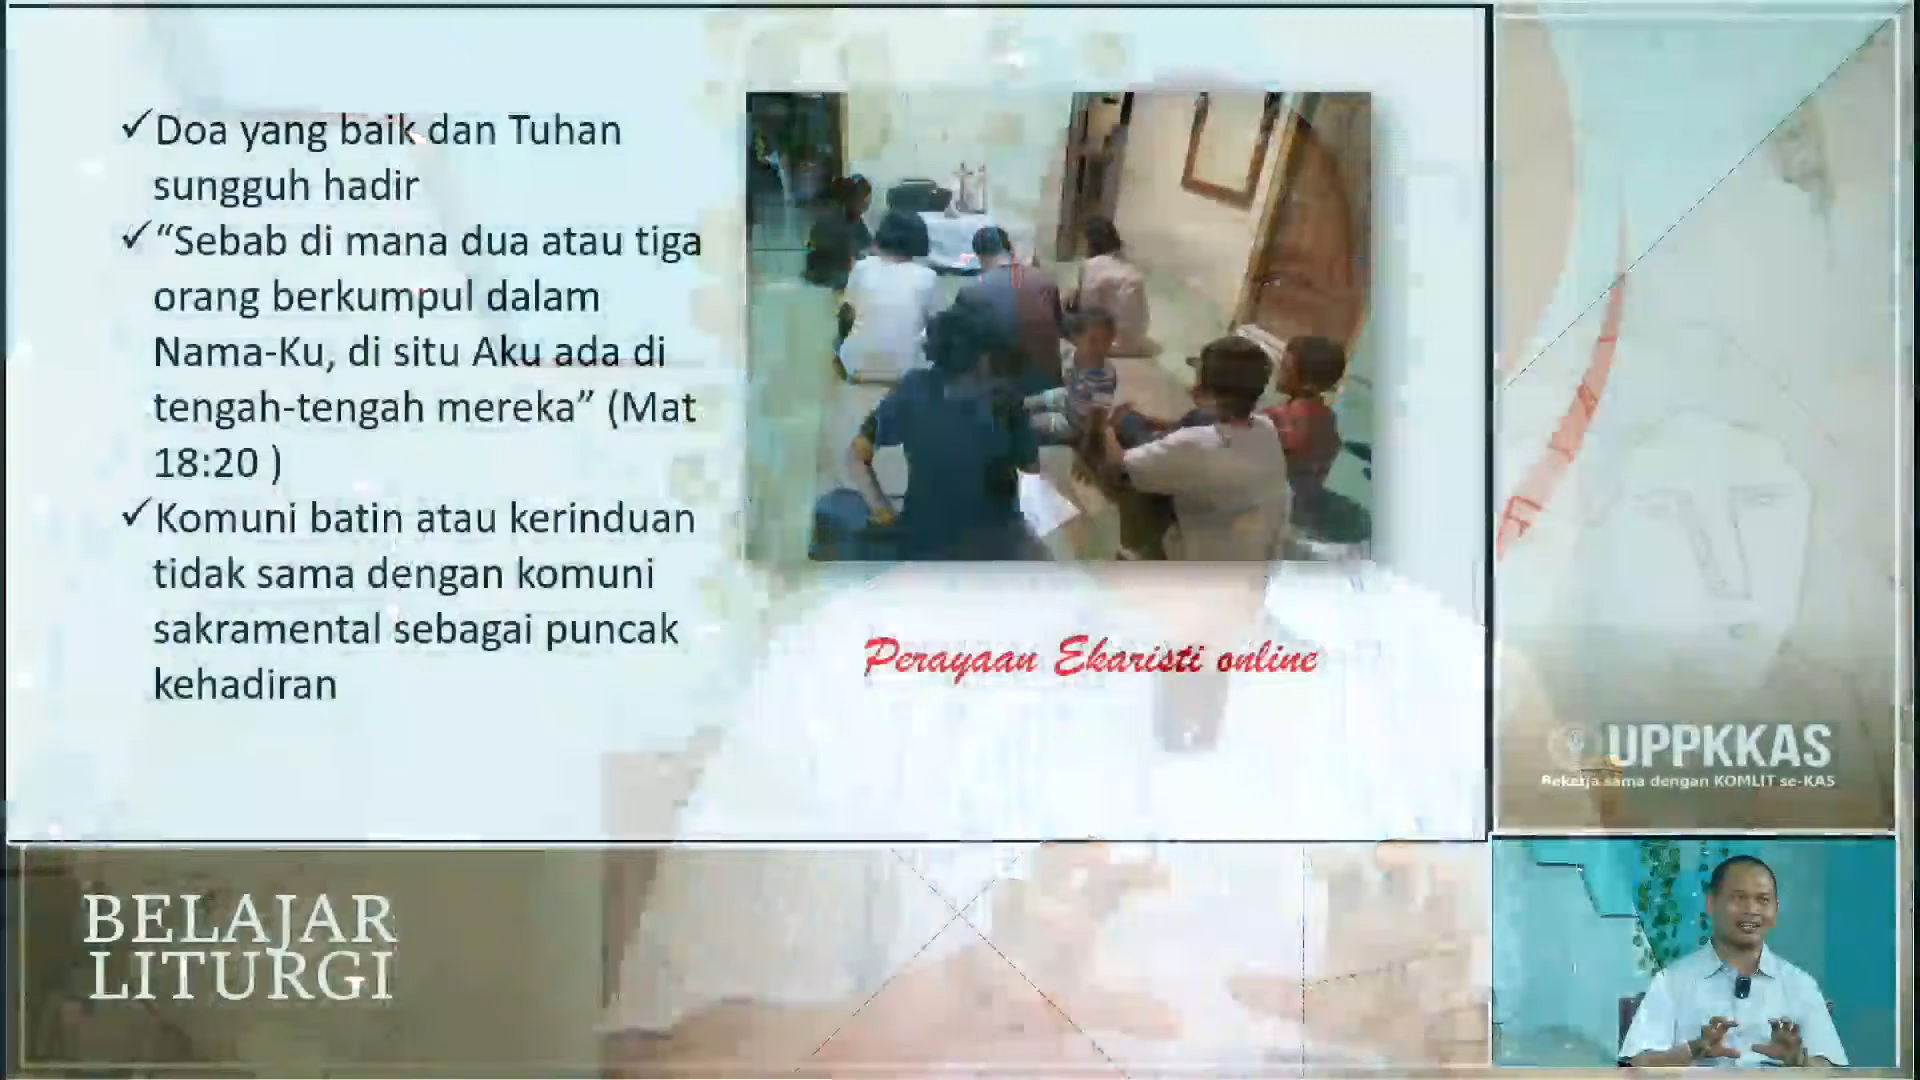 ✓Doa yang baik dan Tuhan
sungguh hadir
✓“Sebab di mana dua atau tiga
orang berkumpul dalam
Nama-Ku, di situ Aku ada di
tengah-tengah mereka” (Mat
18:20 )
✓Komuni batin atau kerinduan
tidak sama dengan komuni
sakramental sebagai puncak
kehadiran
Perayaan Ekaristi online
UPPKKAS
Bekerja sama dengan KOMLIT se-KAS
BELAJAR
LITURGI